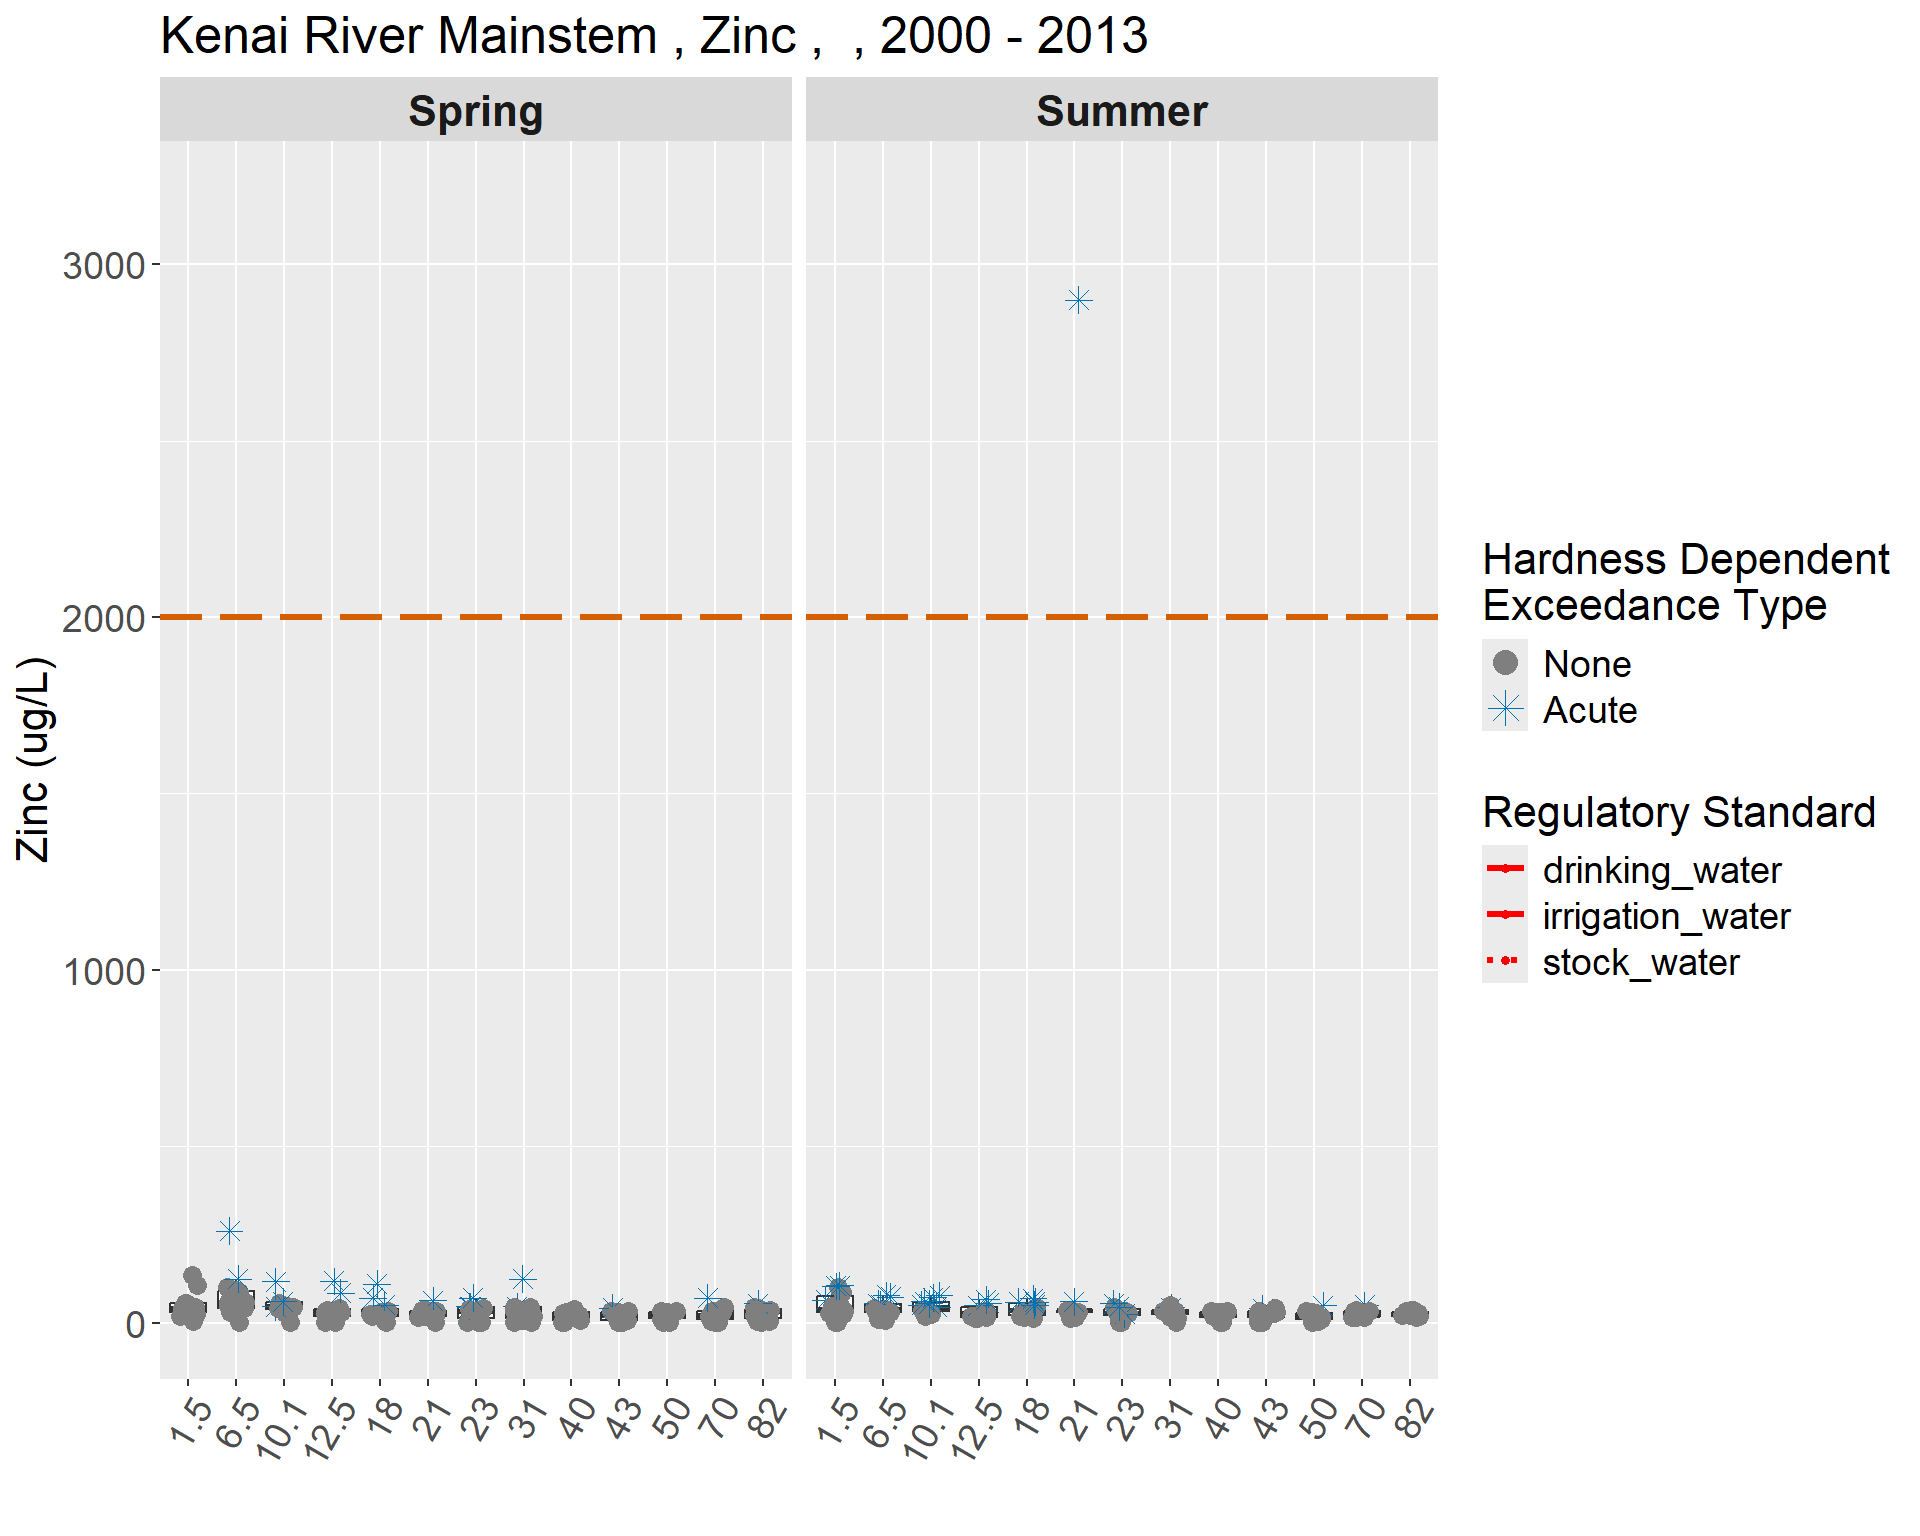 Kenai River Mainstem , Zinc ,  , 2000 - 2013
Spring
Summer
Zinc (ug/L)
3000
2000
1000
0
1.5 6.5 10.1 12.5 18 21 23 31 40 43 50 70 82
1.5 6.5 10.1 12.5 18 21 23 31 40 43 50 70 82
Hardness Dependent
Exceedance Type
None
Acute
Regulatory Standard
drinking_water
irrigation_water
stock_water